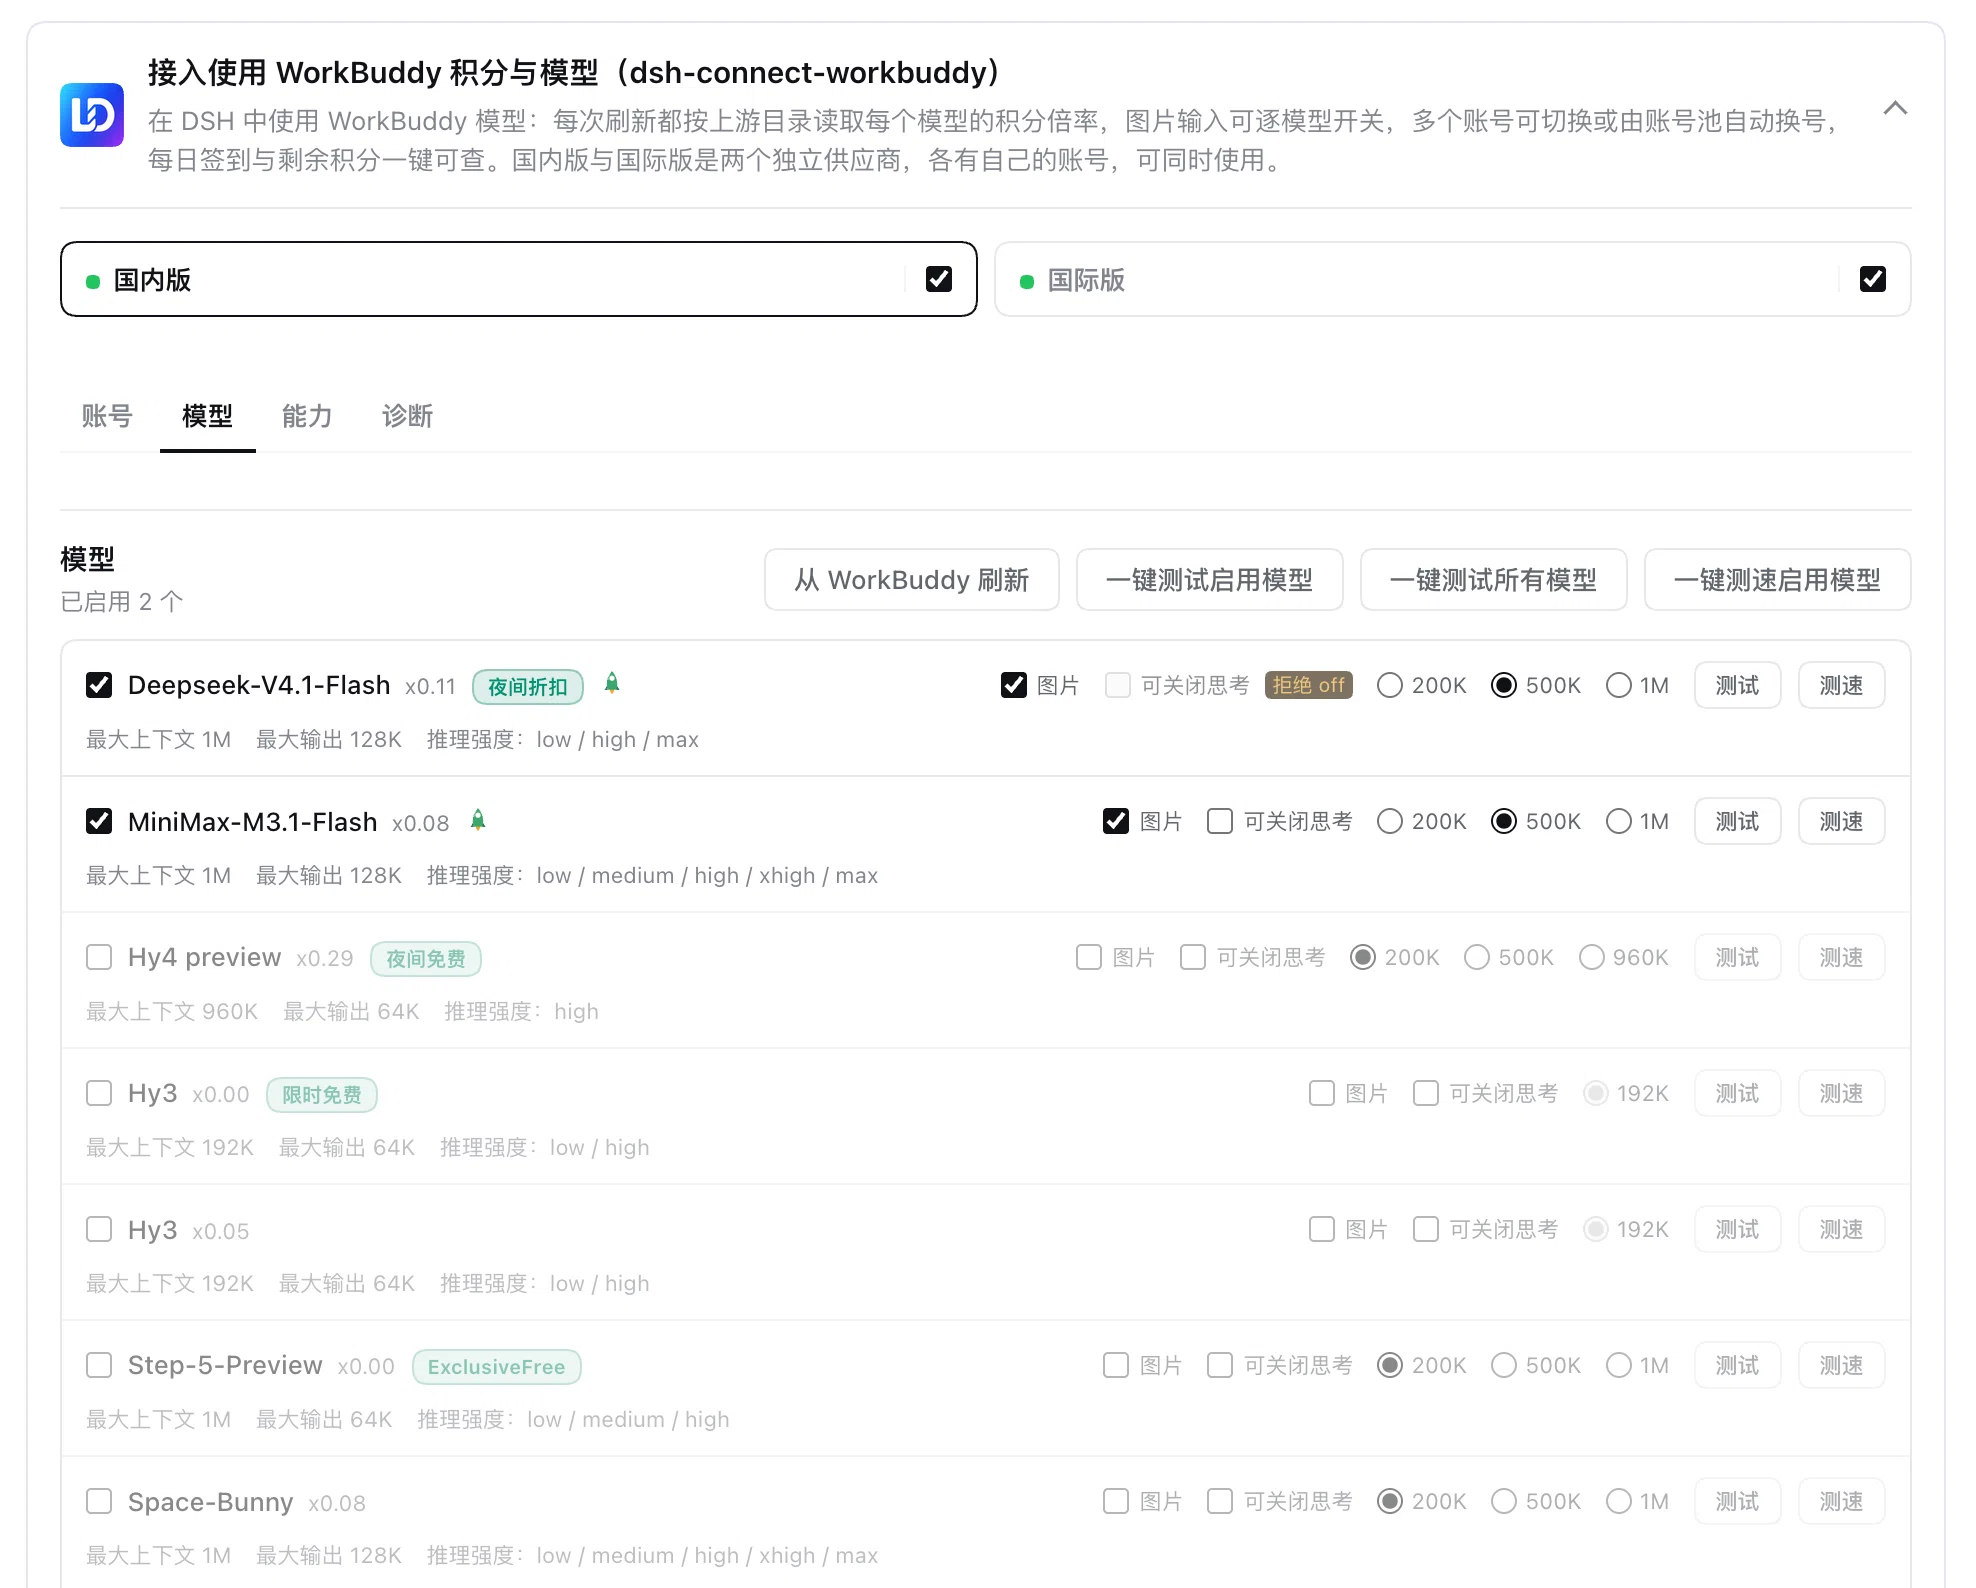 接入使用 WorkBuddy 积分与模型（dsh-connect-workbuddy）
在 DSH 中使用 WorkBuddy 模型：每次刷新都按上游目录读取每个模型的积分倍率，图片输入可逐模型开关，多个账号可切换或由账号池自动换号，
每日签到与剩余积分一键可查。国内版与国际版是两个独立供应商，各有自己的账号，可同时使用。
国内版 国际版
账号 模型 能力 诊断
模型
已启用 2 个
从 WorkBuddy 刷新 一键测试启用模型 一键测试所有模型 一键测速启用模型
Deepseek-V4.1-Flash x0.11 夜间折扣 图片 可关闭思考 拒绝 off 200K 500K 1M 测试 测速
最大上下文 1M 最大输出 128K 推理强度：low / high / max
MiniMax-M3.1-Flash x0.08 图片 可关闭思考 200K 500K 1M 测试 测速
最大上下文 1M 最大输出 128K 推理强度：low / medium / high / xhigh / max
Hy4 preview x0.29 夜间免费 图片 可关闭思考 200K 500K 960K 测试 测速
最大上下文 960K 最大输出 64K 推理强度：high
Hy3 x0.00 限时免费 图片 可关闭思考 192K 测试 测速
最大上下文 192K 最大输出 64K 推理强度：low / high
Hy3 x0.05 图片 可关闭思考 192K 测试 测速
最大上下文 192K 最大输出 64K 推理强度：low / high
Step-5-Preview x0.00 ExclusiveFree 图片 可关闭思考 200K 500K 1M 测试 测速
最大上下文 1M 最大输出 64K 推理强度：low / medium / high
Space-Bunny x0.08 图片 可关闭思考 200K 500K 1M 测试 测速
最大上下文 1M 最大输出 128K 推理强度：low / medium / high / xhigh / max